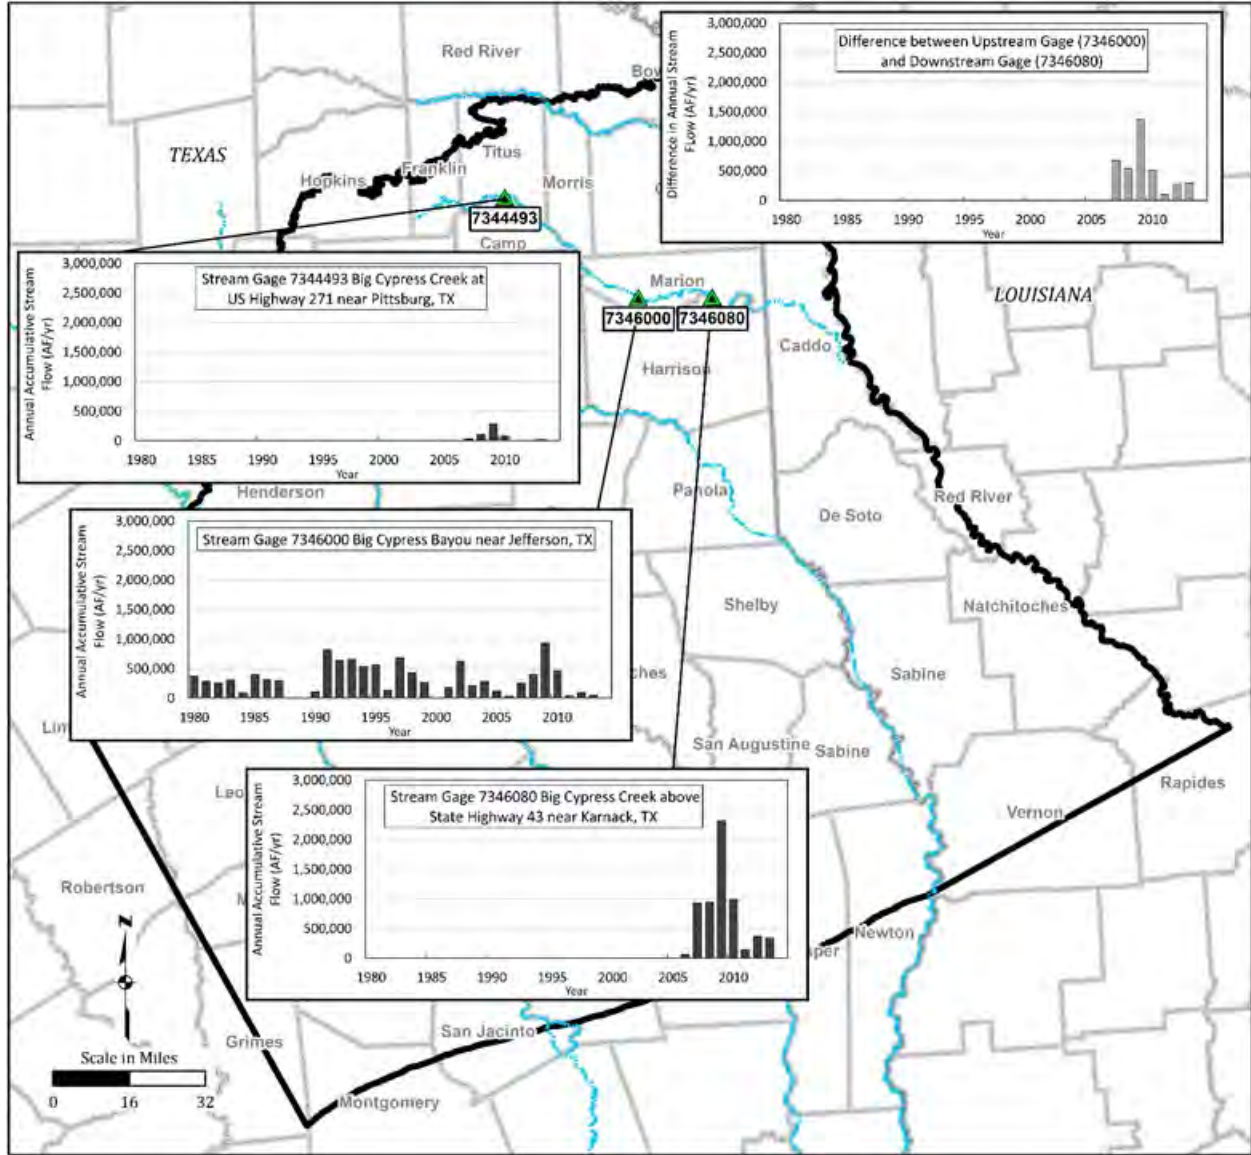 Red River
Bow
TEXAS
Titus
Franklin
Hopkins
Morris
7344493
Camp
Marion
LOUISIANA
7346000
7346080
Caddo
Harrison
Henderson
Panola
Red River
De Soto
Shelby
Natchitoches
ches
Sabine
San Augustine
Sabine
Lim
Leo
Rapides
Vernon
Robertson
Newton
per
San Jacinto
Grimes
Montgomery
Difference between Upstream Gage (7346000)
and Downstream Gage (7346080)
Difference in Annual Stream
FLow (AF/yr)
3,000,000
2,500,000
2,000,000
1,500,000
1,000,000
500,000
0
1980 1985 1990 1995 2000 2005 2010
Year
Stream Gage 7344493 Big Cypress Creek at
US Highway 271 near Pittsburg, TX
Annual Accumulative Stream
Flow (AF/yr)
3,000,000
2,500,000
2,000,000
1,500,000
1,000,000
500,000
0
1980 1985 1990 1995 2000 2005 2010
Year
Stream Gage 7346000 Big Cypress Bayou near Jefferson, TX
Annual Accumulative Stream
Flow (AF/yr)
3,000,000
2,500,000
2,000,000
1,500,000
1,000,000
500,000
0
1980 1985 1990 1995 2000 2005 2010
Year
Stream Gage 7346080 Big Cypress Creek above
State Highway 43 near Karnack, TX
Annual Accumulative Stream
Flow (AF/yr)
3,000,000
2,500,000
2,000,000
1,500,000
1,000,000
500,000
0
1980 1985 1990 1995 2000 2005 2010
Year
N
Scale in Miles
0 16 32